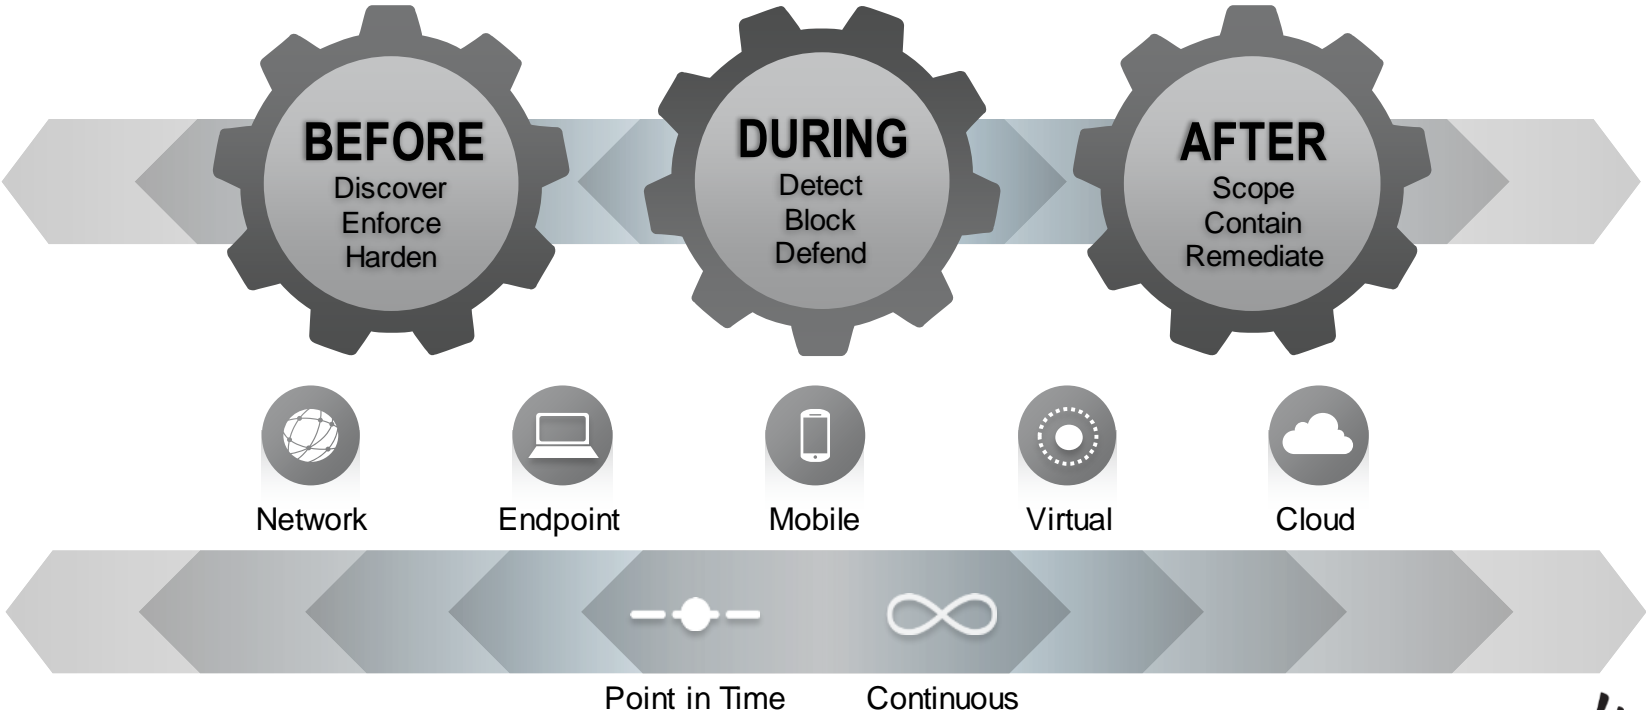 BEFORE
Discover
Enforce
Harden
DURING
Detect
Block
Defend
AFTER
Scope
Contain
Remediate
Network
Endpoint
Mobile
Virtual
Cloud
Point in Time
Continuous